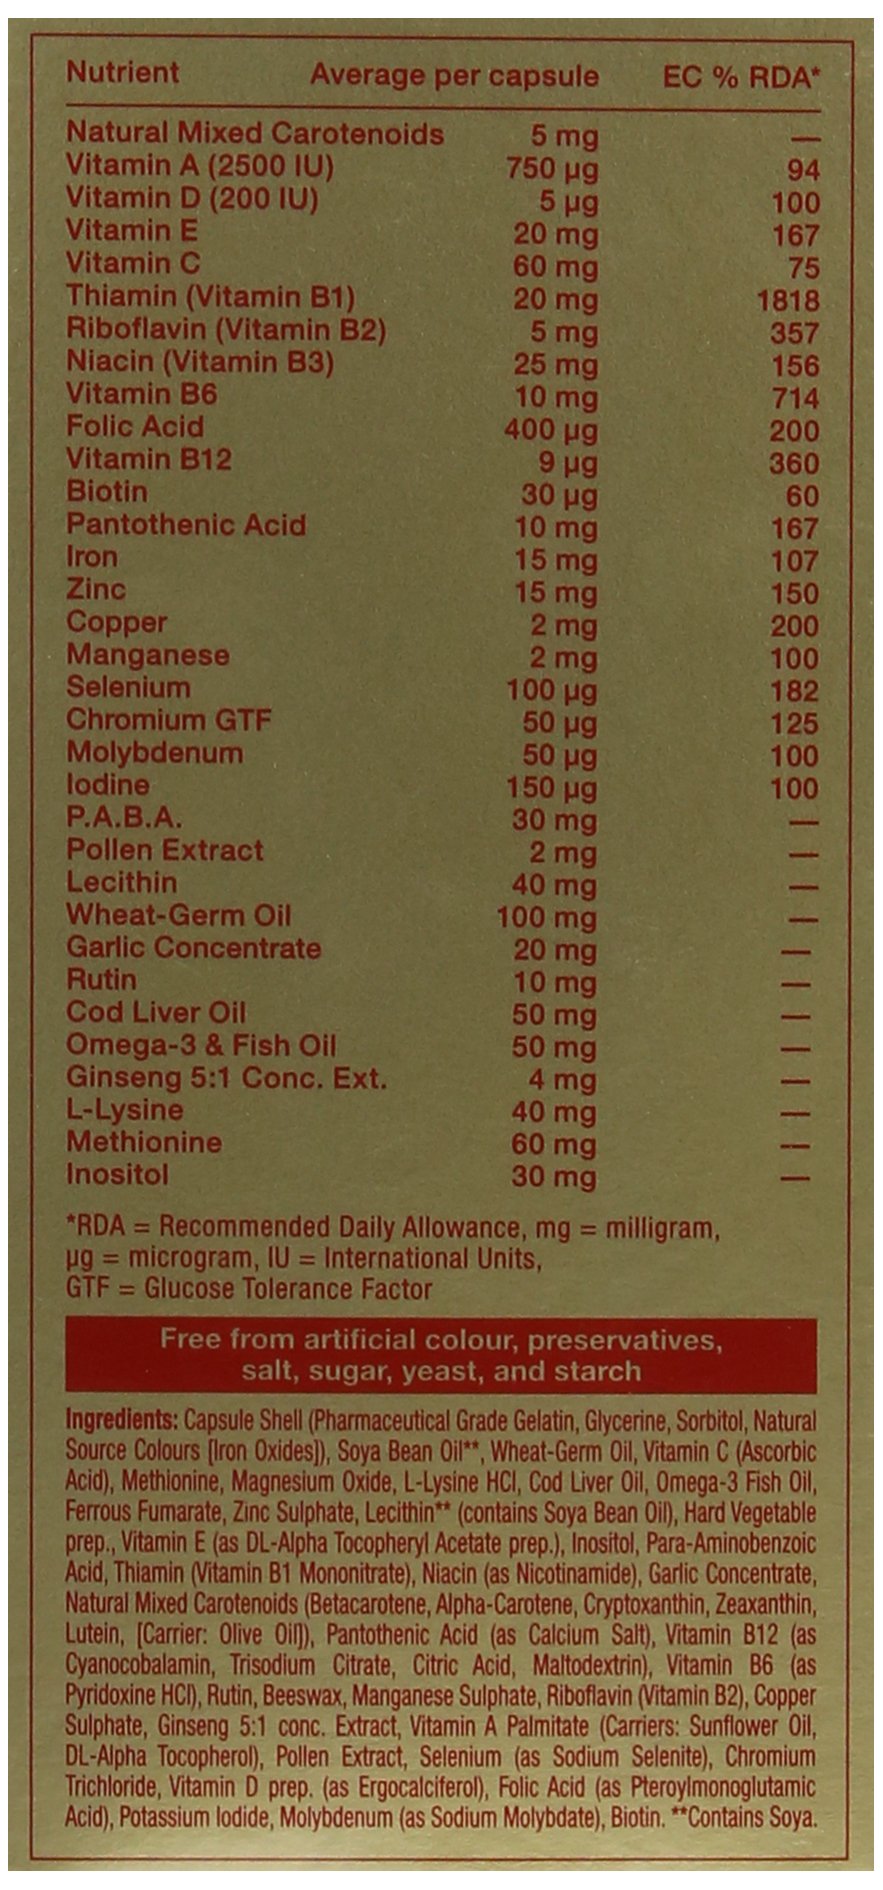 Nutrient Average per capsule EC % RDA*
Natural Mixed Carotenoids 5 mg —
Vitamin A (2500 IU) 750 µg 94
Vitamin D (200 IU) 5 µg 100
Vitamin E 20 mg 167
Vitamin C 60 mg 75
Thiamin (Vitamin B1) 20 mg 1818
Riboflavin (Vitamin B2) 5 mg 357
Niacin (Vitamin B3) 25 mg 156
Vitamin B6 10 mg 714
Folic Acid 400 µg 200
Vitamin B12 9 µg 360
Biotin 30 µg 60
Pantothenic Acid 10 mg 167
Iron 15 mg 107
Zinc 15 mg 150
Copper 2 mg 200
Manganese 2 mg 100
Selenium 100 µg 182
Chromium GTF 50 µg 125
Molybdenum 50 µg 100
Iodine 150 µg 100
P.A.B.A. 30 mg —
Pollen Extract 2 mg —
Lecithin 40 mg —
Wheat-Germ Oil 100 mg —
Garlic Concentrate 20 mg —
Rutin 10 mg —
Cod Liver Oil 50 mg —
Omega-3 & Fish Oil 50 mg —
Ginseng 5:1 Conc. Ext. 4 mg —
L-Lysine 40 mg —
Methionine 60 mg —
Inositol 30 mg —
*RDA = Recommended Daily Allowance, mg = milligram,
µg = microgram, IU = International Units,
GTF = Glucose Tolerance Factor
Free from artificial colour, preservatives,
salt, sugar, yeast, and starch
Ingredients: Capsule Shell (Pharmaceutical Grade Gelatin, Glycerine, Sorbitol, Natural
Source Colours [Iron Oxides]), Soya Bean Oil**, Wheat-Germ Oil, Vitamin C (Ascorbic
Acid), Methionine, Magnesium Oxide, L-Lysine HCl, Cod Liver Oil, Omega-3 Fish Oil,
Ferrous Fumarate, Zinc Sulphate, Lecithin** (contains Soya Bean Oil), Hard Vegetable
prep., Vitamin E (as DL-Alpha Tocopheryl Acetate prep.), Inositol, Para-Aminobenzoic
Acid, Thiamin (Vitamin B1 Mononitrate), Niacin (as Nicotinamide), Garlic Concentrate,
Natural Mixed Carotenoids (Betacarotene, Alpha-Carotene, Cryptoxanthin, Zeaxanthin,
Lutein, [Carrier: Olive Oil]), Pantothenic Acid (as Calcium Salt), Vitamin B12 (as
Cyanocobalamin, Trisodium Citrate, Citric Acid, Maltodextrin), Vitamin B6 (as
Pyridoxine HCl), Rutin, Beeswax, Manganese Sulphate, Riboflavin (Vitamin B2), Copper
Sulphate, Ginseng 5:1 conc. Extract, Vitamin A Palmitate (Carriers: Sunflower Oil,
DL-Alpha Tocopherol), Pollen Extract, Selenium (as Sodium Selenite), Chromium
Trichloride, Vitamin D prep. (as Ergocalciferol), Folic Acid (as Pteroylmonoglutamic
Acid), Potassium Iodide, Molybdenum (as Sodium Molybdate), Biotin. **Contains Soya.